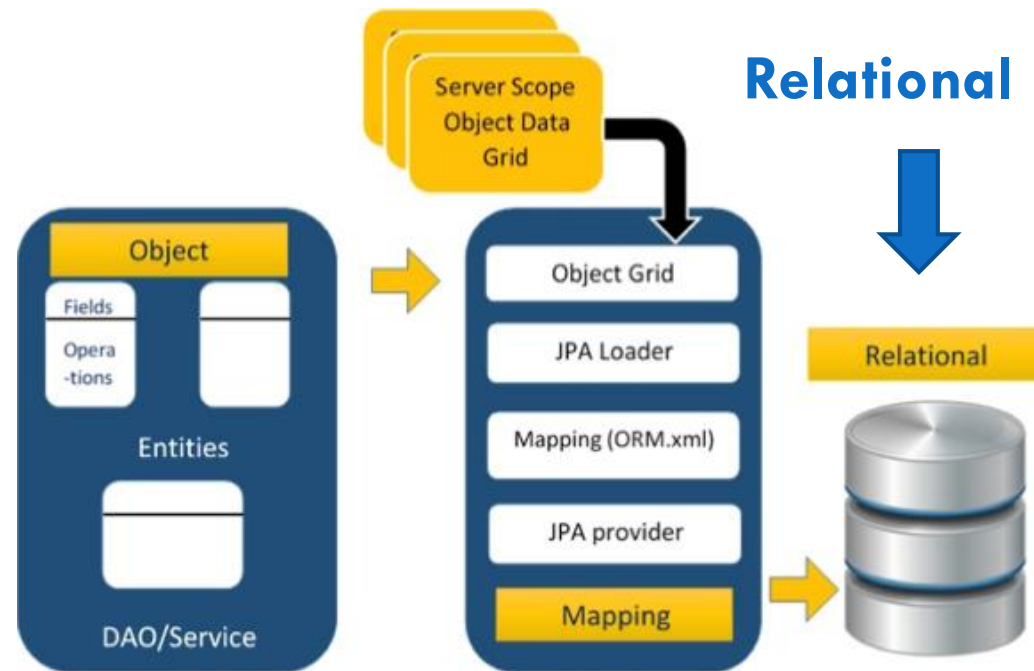 Server Scope
Object Data
Grid
Relational
Object
Fields
Opera
-tions
Entities
DAO/Service
Object Grid
JPA Loader
Mapping (ORM.xml)
JPA provider
Mapping
Relational